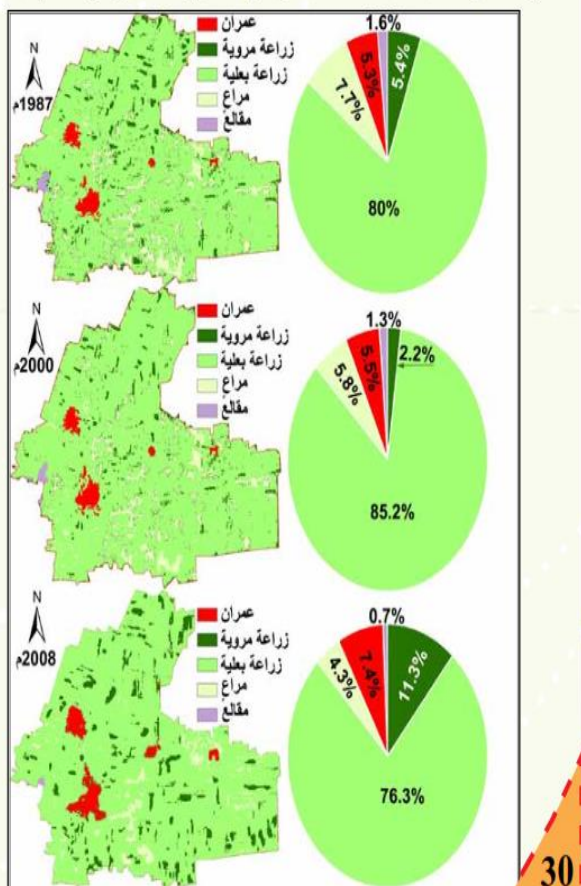 N
1987م
عمران
زراعة مروية
زراعة بعلية
مراع
مقالع
1.6%
5.4%
5.3%
7.7%
80%
N
2000م
عمران
زراعة مروية
زراعة بعلية
مراع
مقالع
1.3%
2.2%
5.5%
5.8%
85.2%
N
2008م
عمران
زراعة مروية
زراعة بعلية
مراع
مقالع
0.7%
11.3%
7.4%
4.3%
76.3%
30